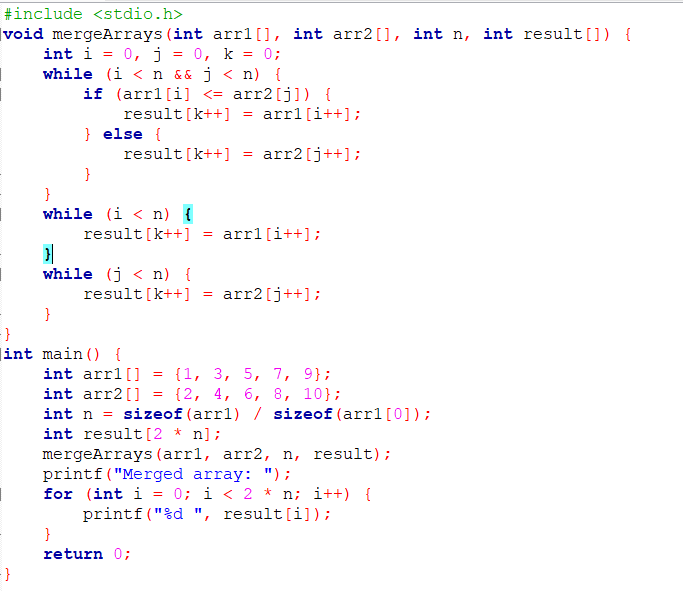 #include <stdio.h>
void mergeArrays(int arr1[], int arr2[], int n, int result[]) {
    int i = 0, j = 0, k = 0;
    while (i < n && j < n) {
        if (arr1[i] <= arr2[j]) {
            result[k++] = arr1[i++];
        } else {
            result[k++] = arr2[j++];
        }
    }
    while (i < n) {
        result[k++] = arr1[i++];
    }
    while (j < n) {
        result[k++] = arr2[j++];
    }
}
int main() {
    int arr1[] = {1, 3, 5, 7, 9};
    int arr2[] = {2, 4, 6, 8, 10};
    int n = sizeof(arr1) / sizeof(arr1[0]);
    int result[2 * n];
    mergeArrays(arr1, arr2, n, result);
    printf("Merged array: ");
    for (int i = 0; i < 2 * n; i++) {
        printf("%d ", result[i]);
    }
    return 0;
}